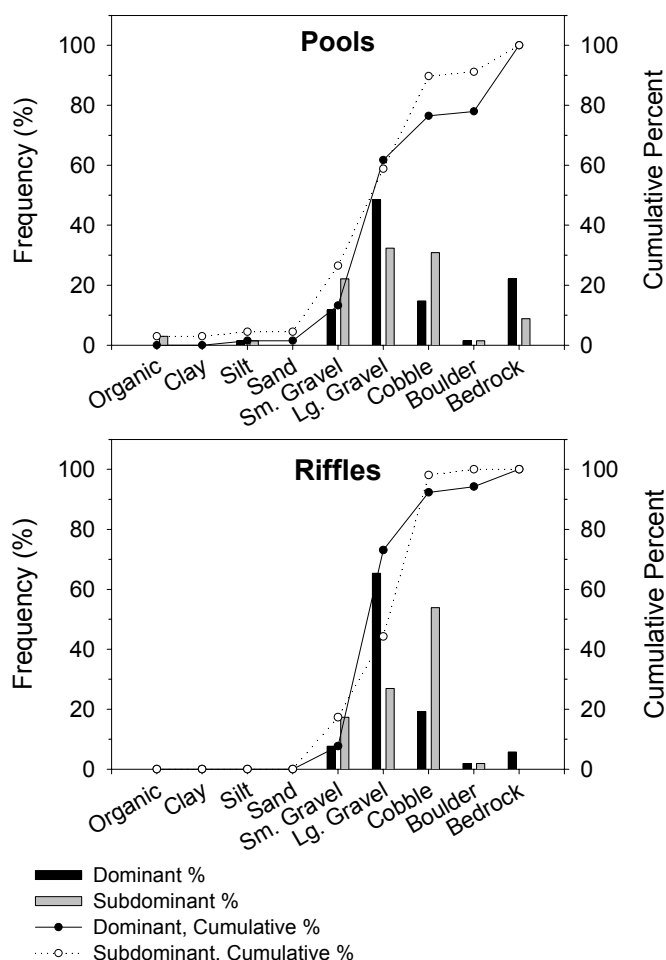 Pools
Frequency (%)
Cumulative Percent
100 100
80 80
60 60
40 40
20 20
0 0
Organic Clay Silt Sand Sm. Gravel Lg. Gravel Cobble Boulder Bedrock
Riffles
Frequency (%)
Cumulative Percent
100 100
80 80
60 60
40 40
20 20
0 0
Organic Clay Silt Sand Sm. Gravel Lg. Gravel Cobble Boulder Bedrock
Dominant %
Subdominant %
Dominant, Cumulative %
Subdominant, Cumulative %